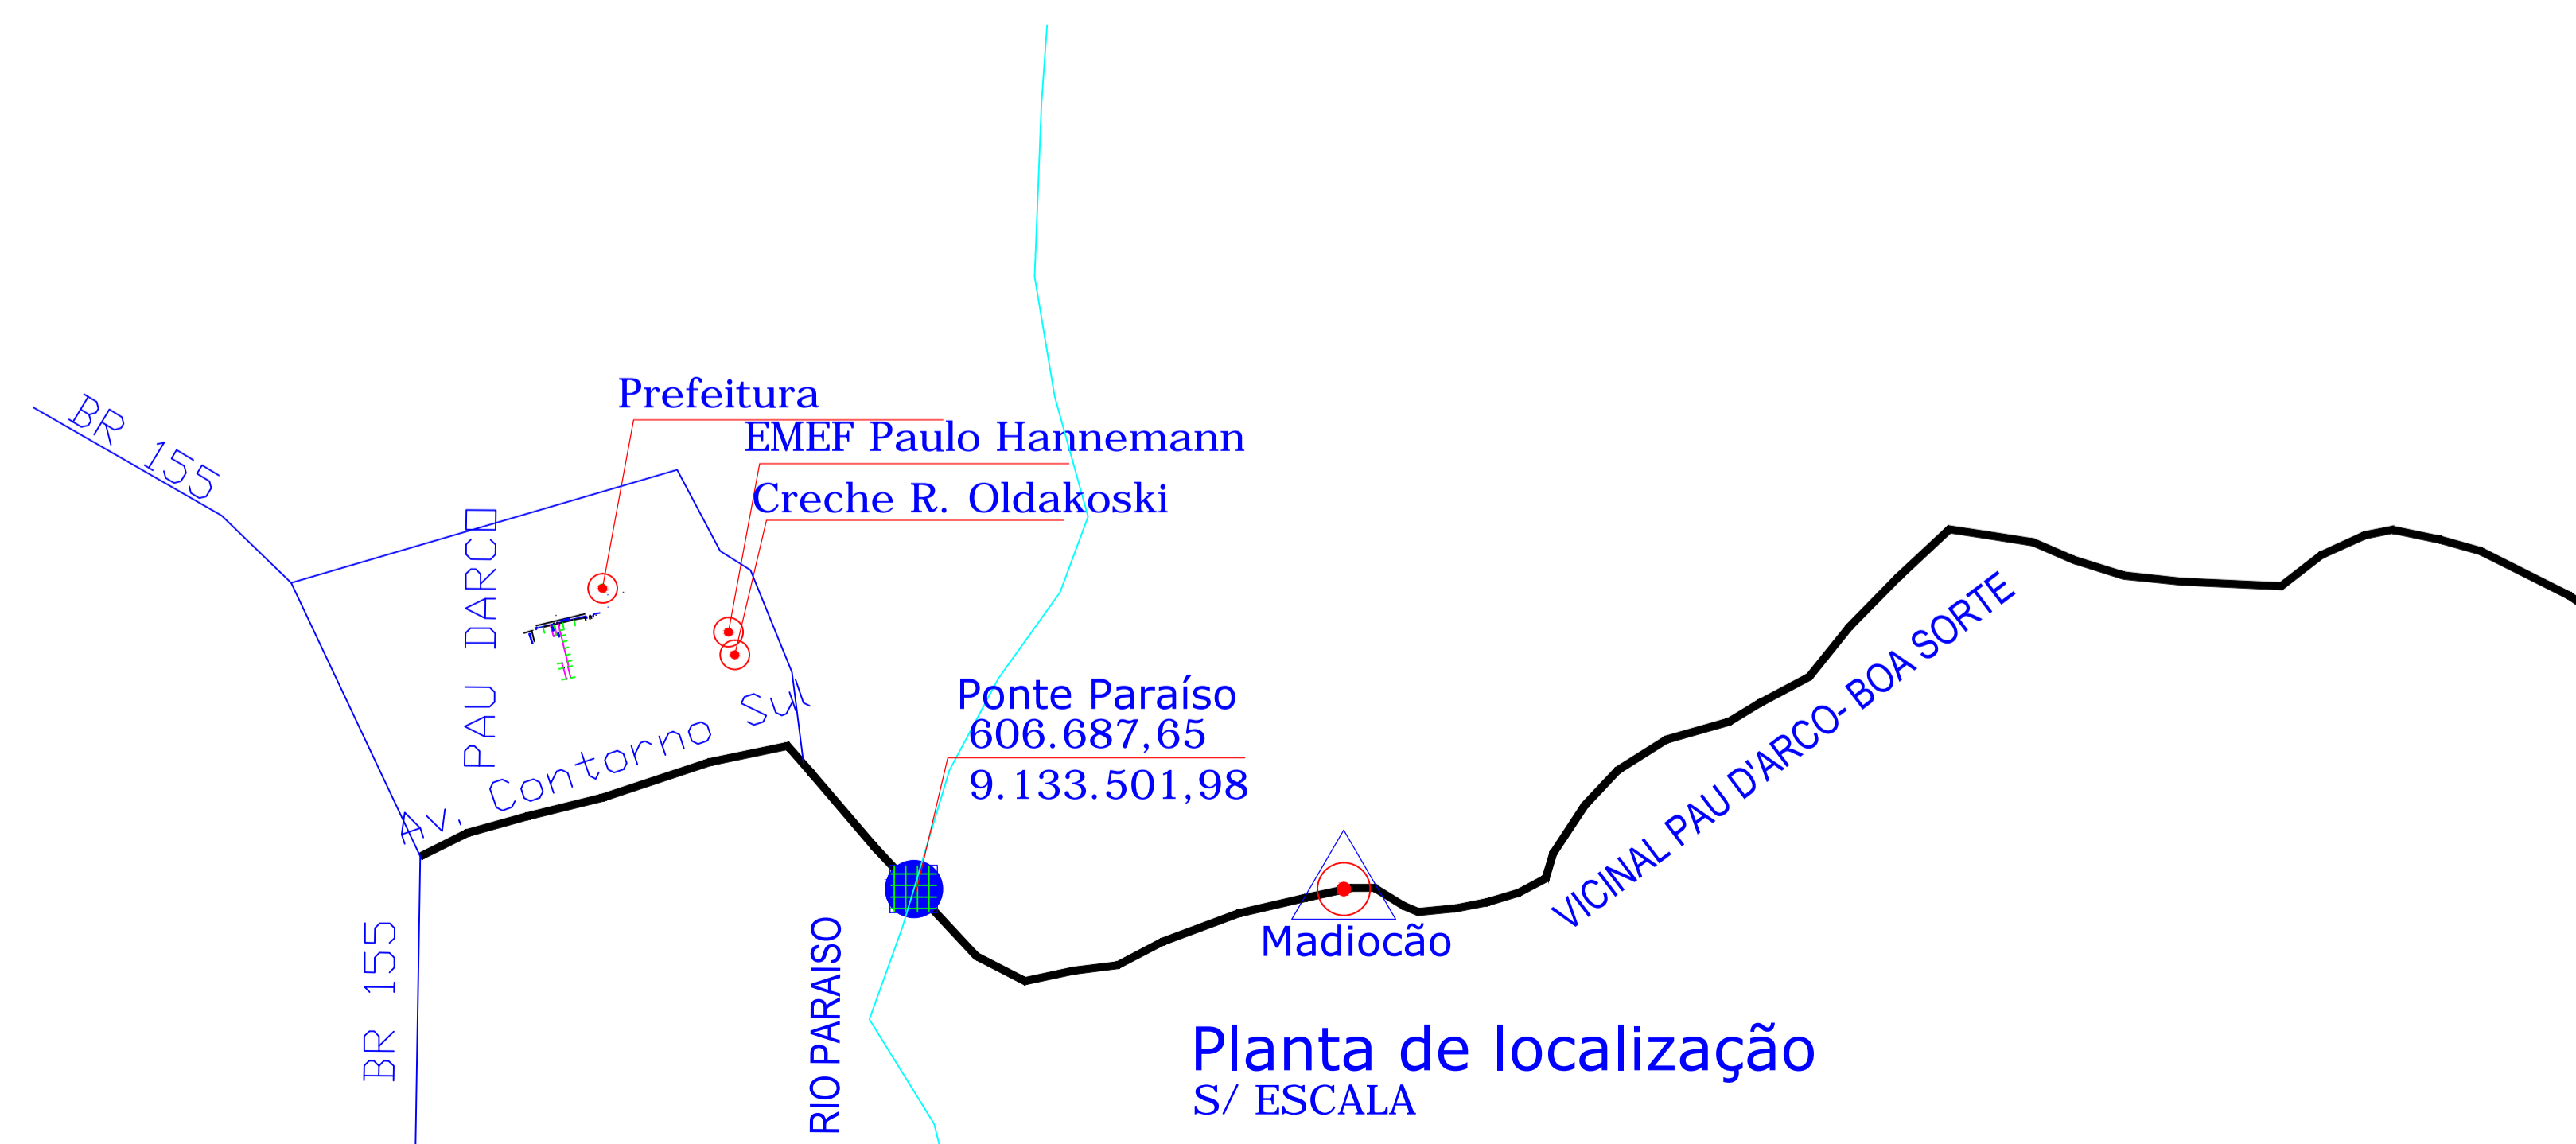 Prefeitura
BR 155
EMEF Paulo Hannemann
Creche R. Oldakoski
PAU DARCO
Ponte Paraíso
606.687,65
9.133.501,98
Av. Contorno Sul
VICINAL PAU D'ARCO- BOA SORTE
Madiocão
BR 155
RIO PARAISO
Planta de localização
S/ ESCALA